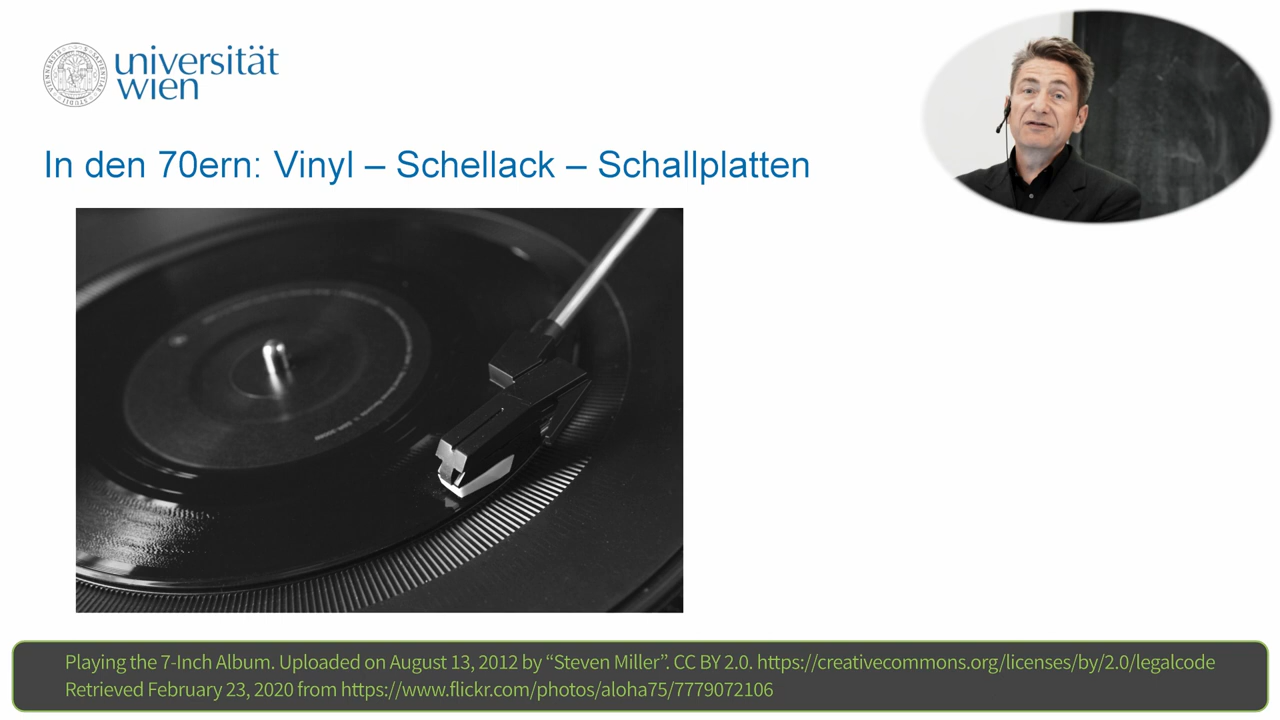 universität
wien
In den 70ern: Vinyl – Schellack – Schallplatten
Playing the 7-Inch Album. Uploaded on August 13, 2012 by “Steven Miller”. CC BY 2.0. https://creativecommons.org/licenses/by/2.0/legalcode
Retrieved February 23, 2020 from https://www.flickr.com/photos/aloha75/7779072106